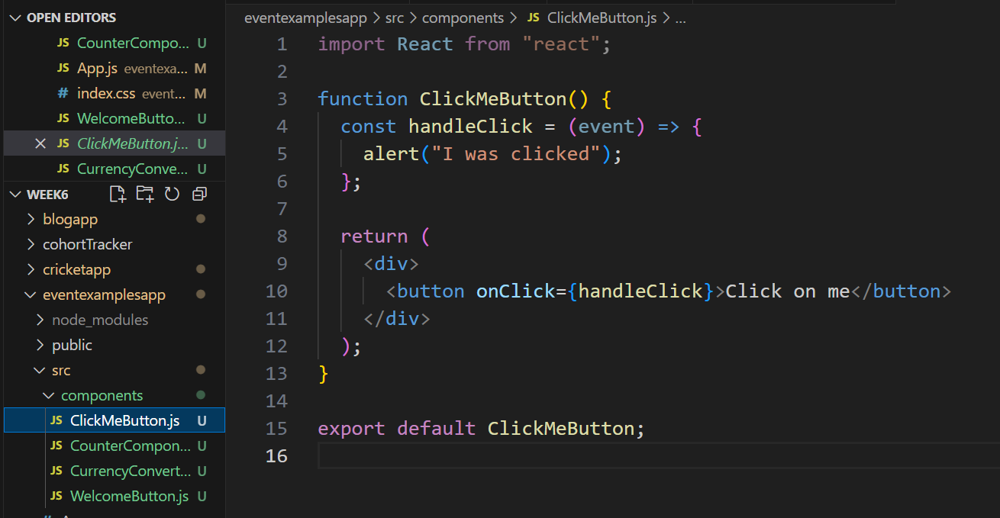 OPEN EDITORS
JS CounterCompo... U
JS App.js eventexa... M
# index.css event... M
JS WelcomeButto... U
JS ClickMeButton.j... U
JS CurrencyConve... U
WEEK6
blogapp
cohortTracker
cricketapp
eventexamplesapp
node_modules
public
src
components
JS ClickMeButton.js U
JS CounterCompon... U
JS CurrencyConvert... U
JS WelcomeButton.js U
eventexamplesapp > src > components > JS ClickMeButton.js > ...
1 import React from "react";
2
3 function ClickMeButton() {
4   const handleClick = (event) => {
5     alert("I was clicked");
6   };
7
8   return (
9     <div>
10       <button onClick={handleClick}>Click on me</button>
11     </div>
12   );
13 }
14
15 export default ClickMeButton;
16